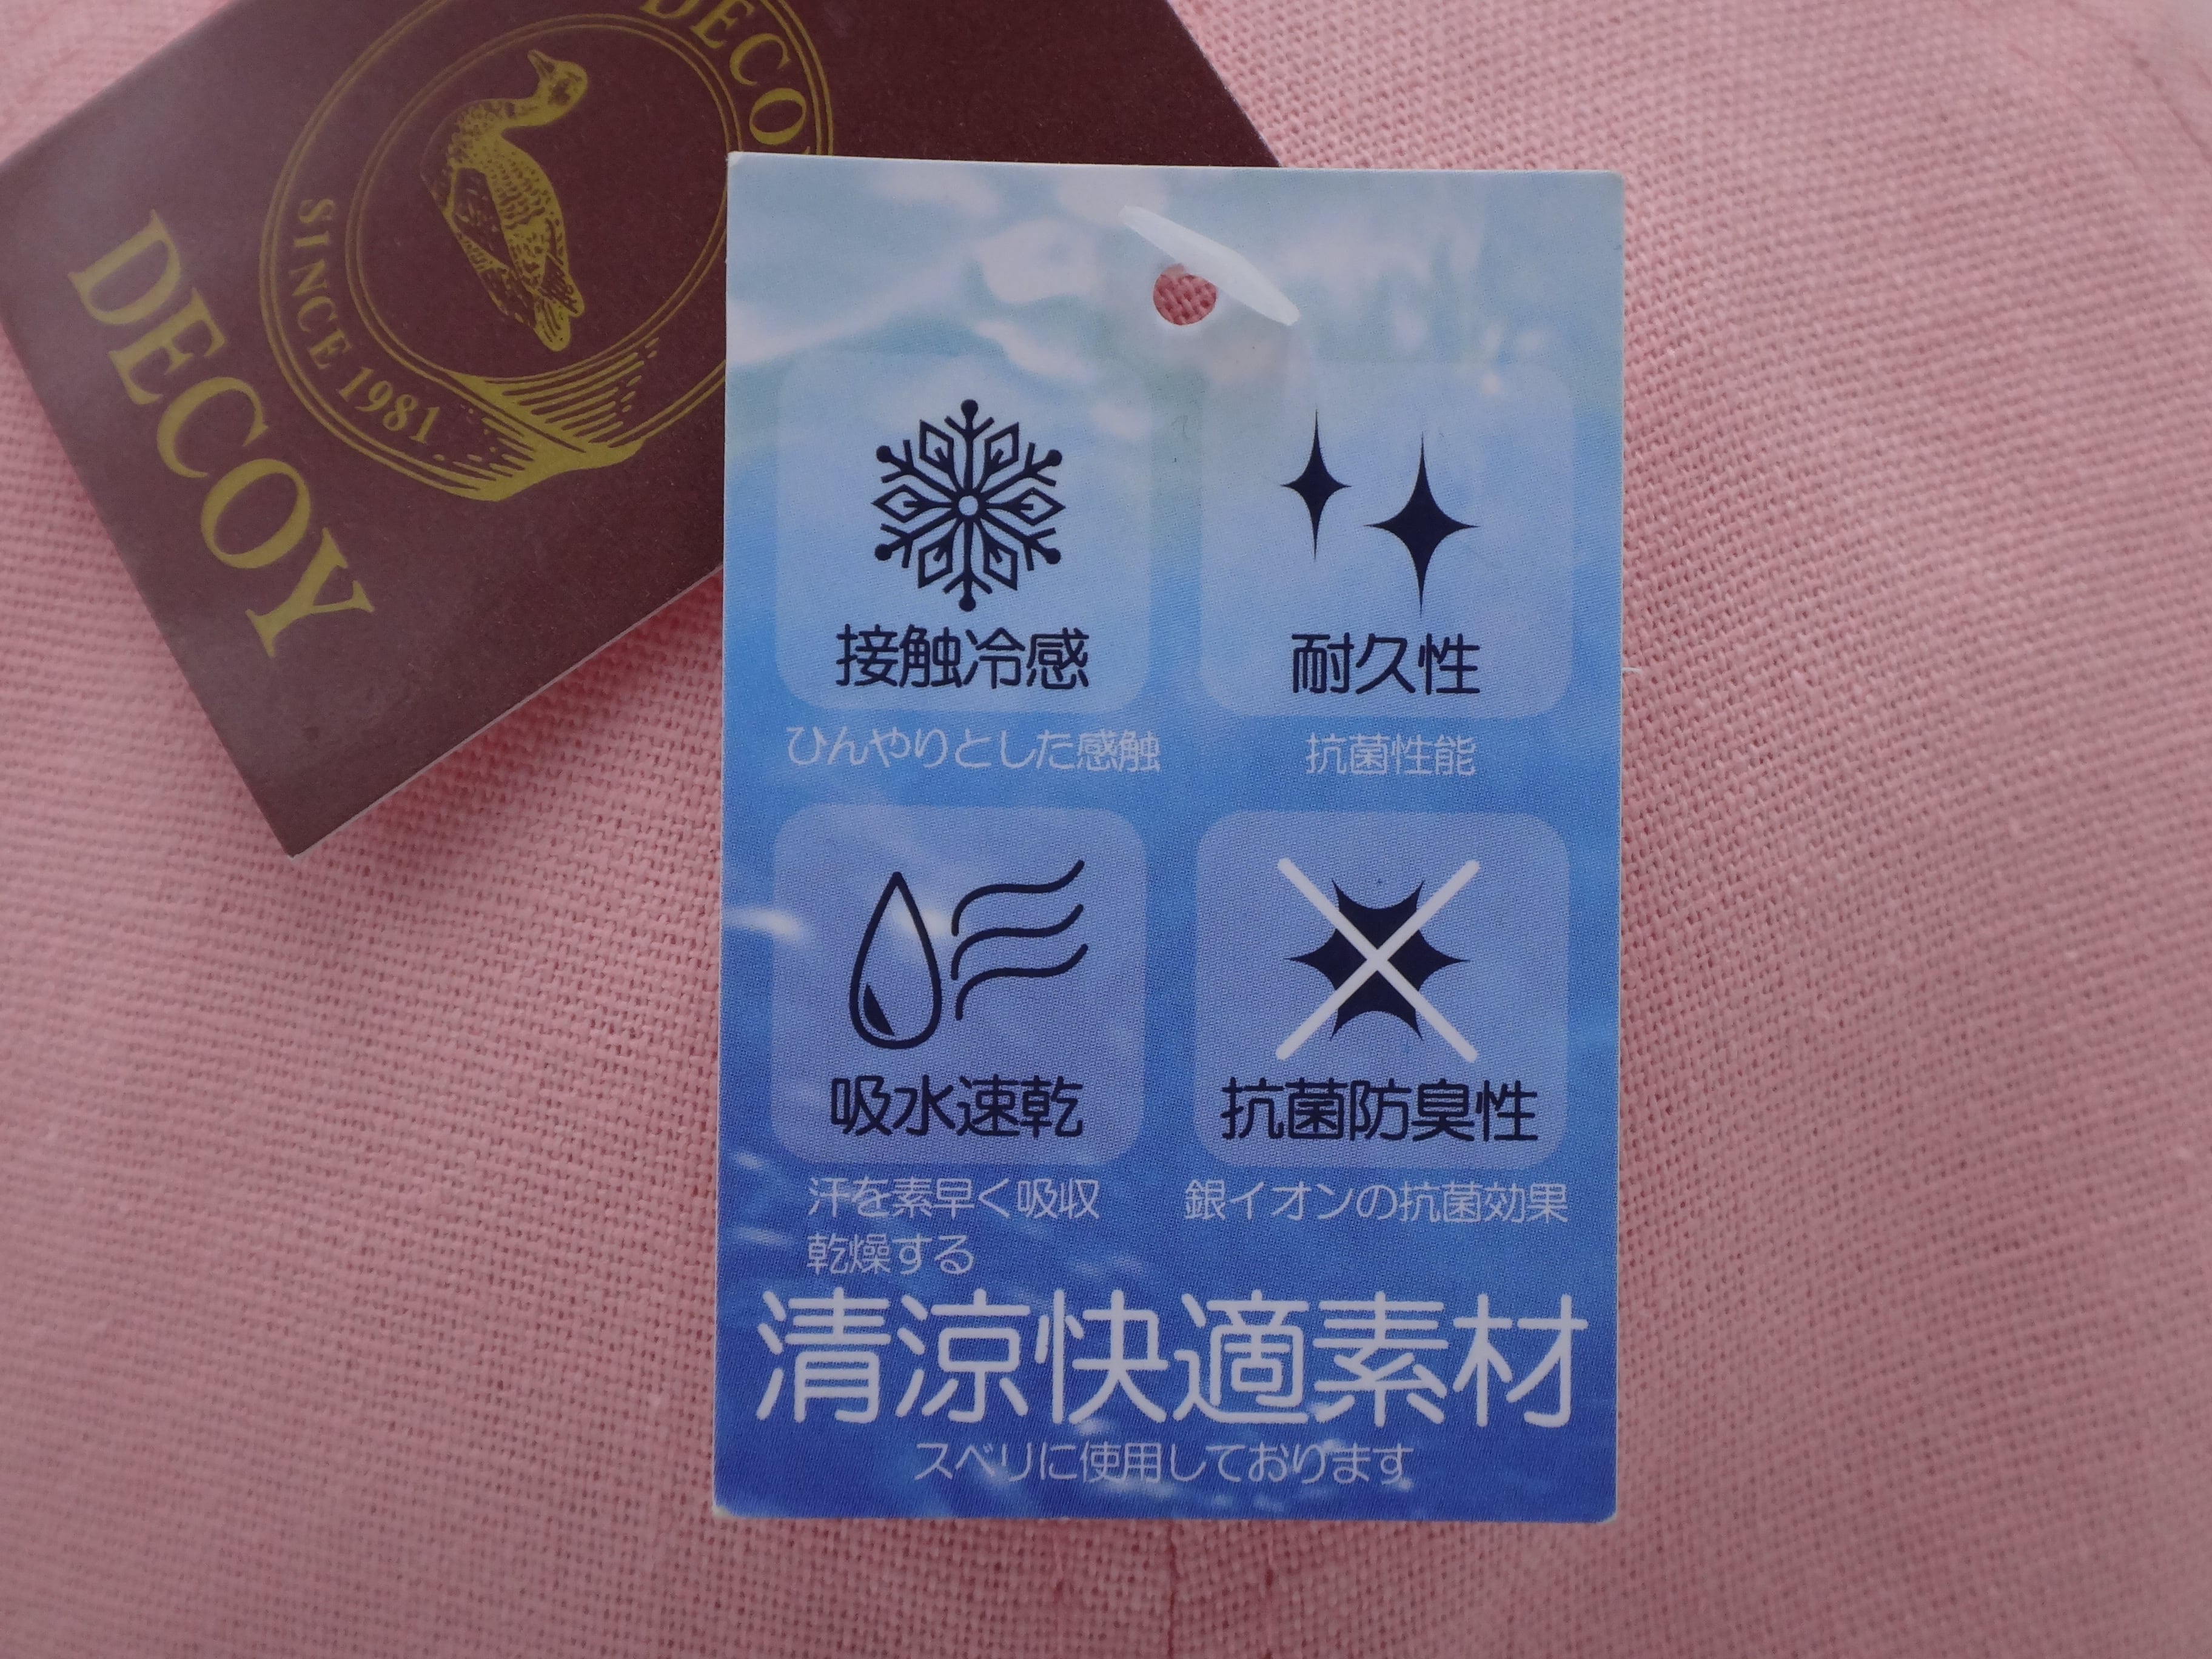 DECOY
SINCE 1981
DECOY
接触冷感
ひんやりとした感触
耐久性
抗菌性能
吸水速乾
汗を素早く吸収
乾燥する
抗菌防臭性
銀イオンの抗菌効果
清涼快適素材
スベリに使用しております